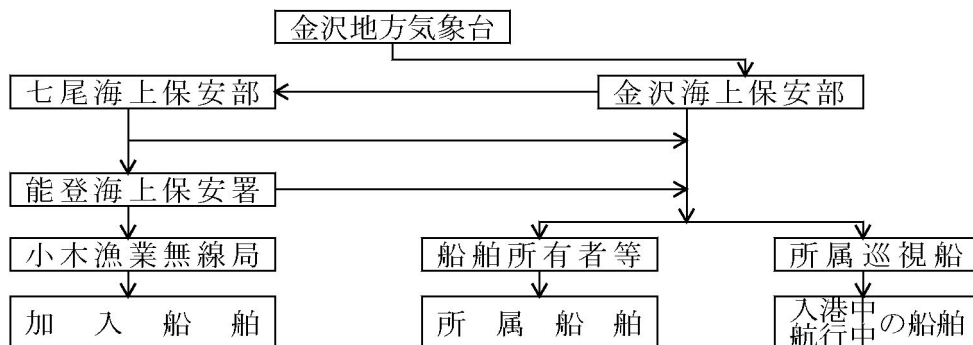 金沢地方気象台
七尾海上保安部
金沢海上保安部
能登海上保安署
小木漁業無線局
船舶所有者等
所属巡視船
加入船舶
所属船舶
入港中
航行中の船舶